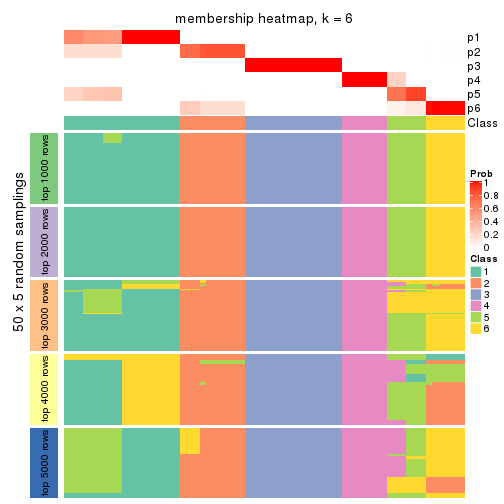 membership heatmap, k = 6
p1
p2
p3
p4
p5
p6
Class
50 x 5 random samplings
top 1000 rows
top 2000 rows
top 3000 rows
top 4000 rows
top 5000 rows
Prob
1
0.8
0.6
0.4
0.2
0
Class
1
2
3
4
5
6